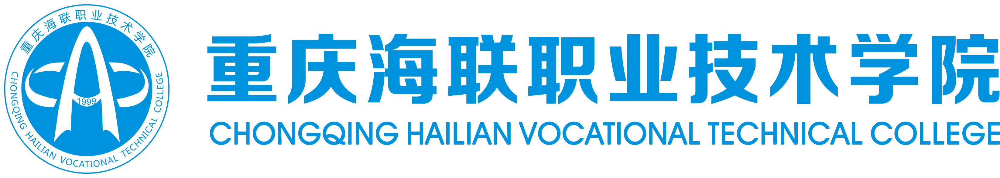 重庆海联职业技术学院
1999
CHONGQING HAILIAN VOCATIONAL TECHNICAL COLLEGE
重庆海联职业技术学院
CHONGQING HAILIAN VOCATIONAL TECHNICAL COLLEGE